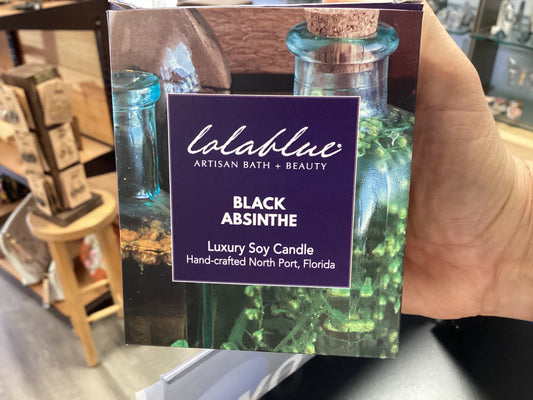 lolablue
ARTISAN BATH + BEAUTY
BLACK
ABSINTHE
Luxury Soy Candle
Hand-crafted North Port, Florida